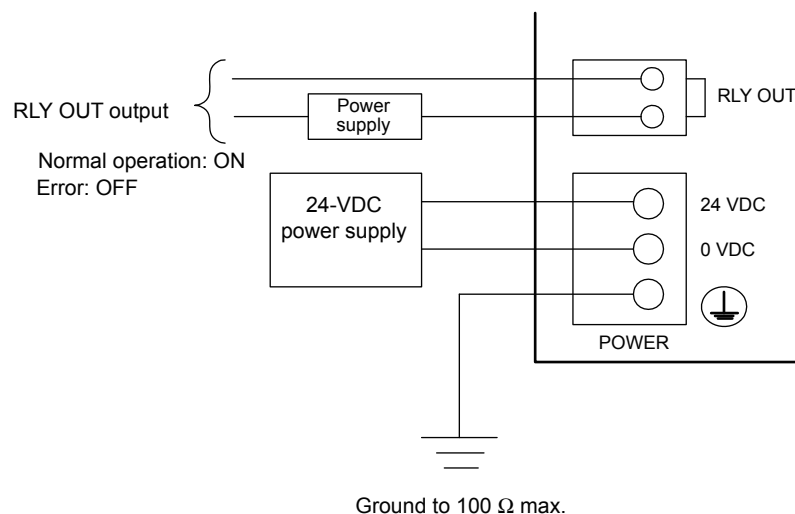 RLY OUT output
Power
supply
RLY OUT
Normal operation: ON
Error: OFF
24-VDC
power supply
24 VDC
0 VDC
POWER
Ground to 100 Ω max.